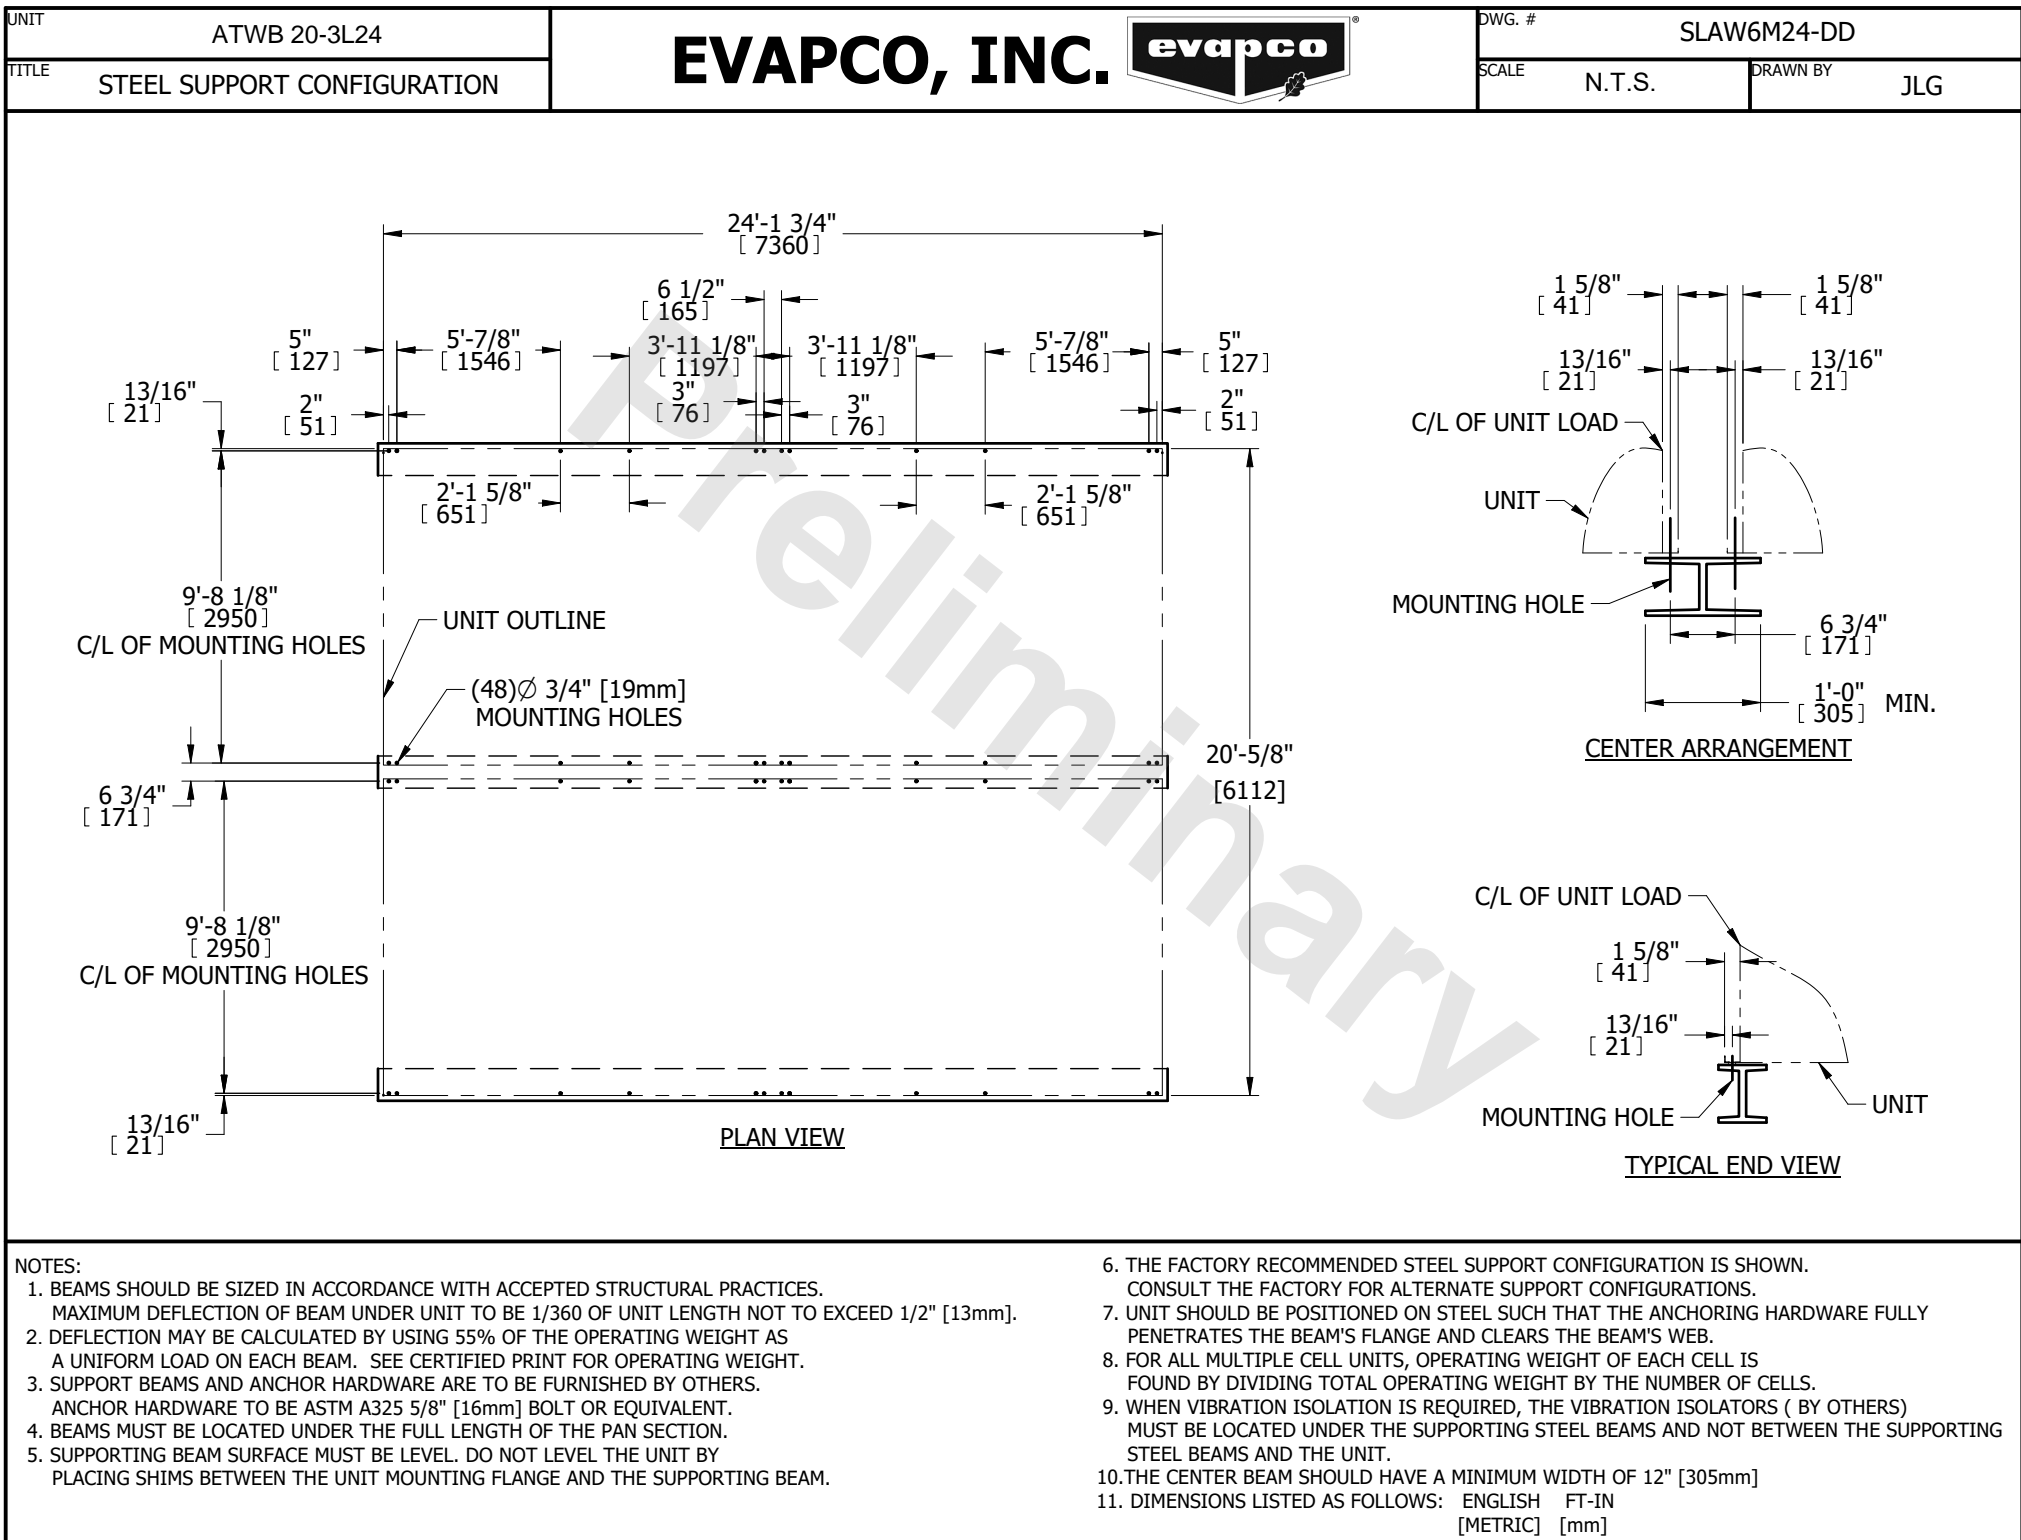 UNIT
ATWB 20-3L24
TITLE
STEEL SUPPORT CONFIGURATION
EVAPCO, INC.
evapco
®
DWG. #
SLAW6M24-DD
SCALE
N.T.S.
DRAWN BY
JLG
24'-1 3/4"
[ 7360 ]
6 1/2"
[ 165 ]
5"
[ 127 ]
5'-7/8"
[ 1546 ]
3'-11 1/8"
[ 1197 ]
3'-11 1/8"
[ 1197 ]
5'-7/8"
[ 1546 ]
5"
[ 127 ]
13/16"
[ 21 ]
2"
[ 51 ]
3"
[ 76 ]
3"
[ 76 ]
2"
[ 51 ]
2'-1 5/8"
[ 651 ]
2'-1 5/8"
[ 651 ]
9'-8 1/8"
[ 2950 ]
C/L OF MOUNTING HOLES
UNIT OUTLINE
(48)∅ 3/4" [19mm]
MOUNTING HOLES
6 3/4"
[ 171 ]
20'-5/8"
[6112]
9'-8 1/8"
[ 2950 ]
C/L OF MOUNTING HOLES
13/16"
[ 21 ]
PLAN VIEW
Preliminary
1 5/8"
[ 41 ]
1 5/8"
[ 41 ]
13/16"
[ 21 ]
13/16"
[ 21 ]
C/L OF UNIT LOAD
UNIT
MOUNTING HOLE
6 3/4"
[ 171 ]
1'-0"
[ 305 ]
MIN.
CENTER ARRANGEMENT
C/L OF UNIT LOAD
1 5/8"
[ 41 ]
13/16"
[ 21 ]
MOUNTING HOLE
UNIT
TYPICAL END VIEW
NOTES:
1. BEAMS SHOULD BE SIZED IN ACCORDANCE WITH ACCEPTED STRUCTURAL PRACTICES.
MAXIMUM DEFLECTION OF BEAM UNDER UNIT TO BE 1/360 OF UNIT LENGTH NOT TO EXCEED 1/2" [13mm].
2. DEFLECTION MAY BE CALCULATED BY USING 55% OF THE OPERATING WEIGHT AS
A UNIFORM LOAD ON EACH BEAM. SEE CERTIFIED PRINT FOR OPERATING WEIGHT.
3. SUPPORT BEAMS AND ANCHOR HARDWARE ARE TO BE FURNISHED BY OTHERS.
ANCHOR HARDWARE TO BE ASTM A325 5/8" [16mm] BOLT OR EQUIVALENT.
4. BEAMS MUST BE LOCATED UNDER THE FULL LENGTH OF THE PAN SECTION.
5. SUPPORTING BEAM SURFACE MUST BE LEVEL. DO NOT LEVEL THE UNIT BY
PLACING SHIMS BETWEEN THE UNIT MOUNTING FLANGE AND THE SUPPORTING BEAM.
6. THE FACTORY RECOMMENDED STEEL SUPPORT CONFIGURATION IS SHOWN.
CONSULT THE FACTORY FOR ALTERNATE SUPPORT CONFIGURATIONS.
7. UNIT SHOULD BE POSITIONED ON STEEL SUCH THAT THE ANCHORING HARDWARE FULLY
PENETRATES THE BEAM'S FLANGE AND CLEARS THE BEAM'S WEB.
8. FOR ALL MULTIPLE CELL UNITS, OPERATING WEIGHT OF EACH CELL IS
FOUND BY DIVIDING TOTAL OPERATING WEIGHT BY THE NUMBER OF CELLS.
9. WHEN VIBRATION ISOLATION IS REQUIRED, THE VIBRATION ISOLATORS ( BY OTHERS)
MUST BE LOCATED UNDER THE SUPPORTING STEEL BEAMS AND NOT BETWEEN THE SUPPORTING
STEEL BEAMS AND THE UNIT.
10.THE CENTER BEAM SHOULD HAVE A MINIMUM WIDTH OF 12" [305mm]
11. DIMENSIONS LISTED AS FOLLOWS: ENGLISH FT-IN
[METRIC] [mm]